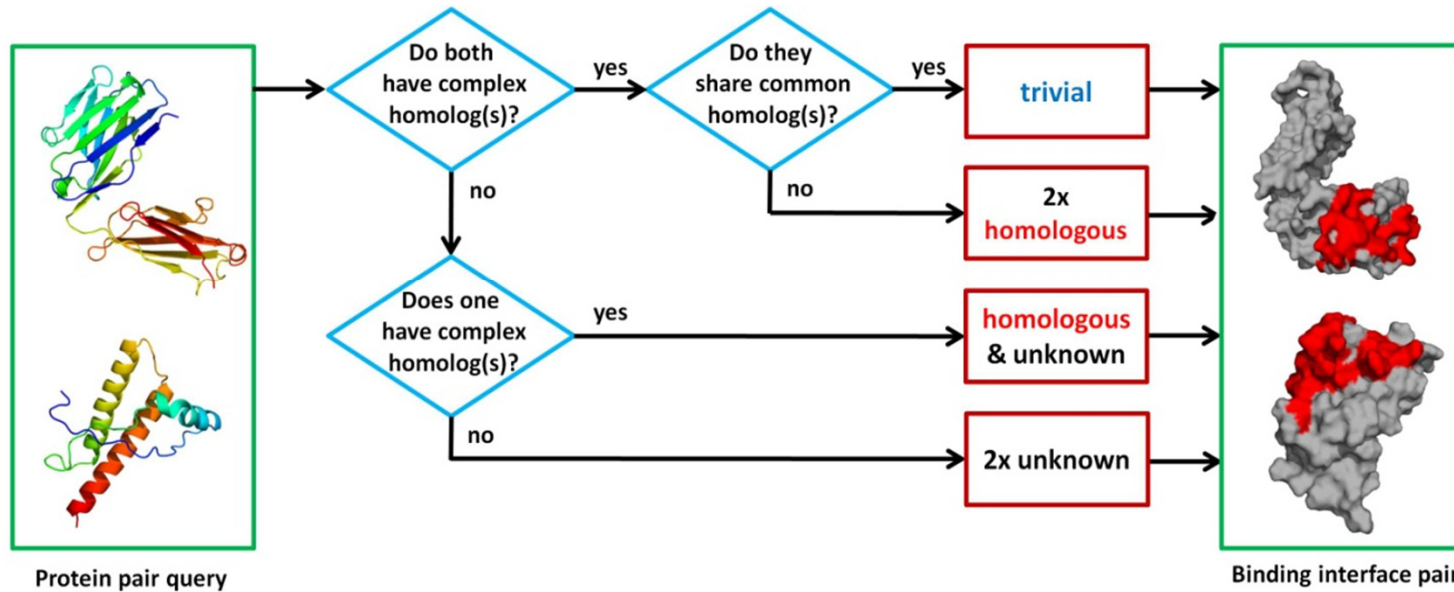 Do both
have complex
homolog(s)?
yes
Do they
share common
homolog(s)?
yes
trivial
no
no
2x
homologous
Does one
have complex
homolog(s)?
yes
homologous
& unknown
no
2x unknown
Protein pair query
Binding interface pair